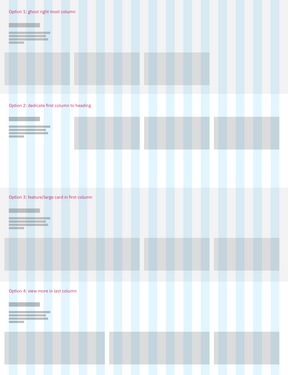 Option 1: ghost right most column
Option 2: dedicate first column to heading
Option 3: feature/large card in first column
Option 4: view more in last column